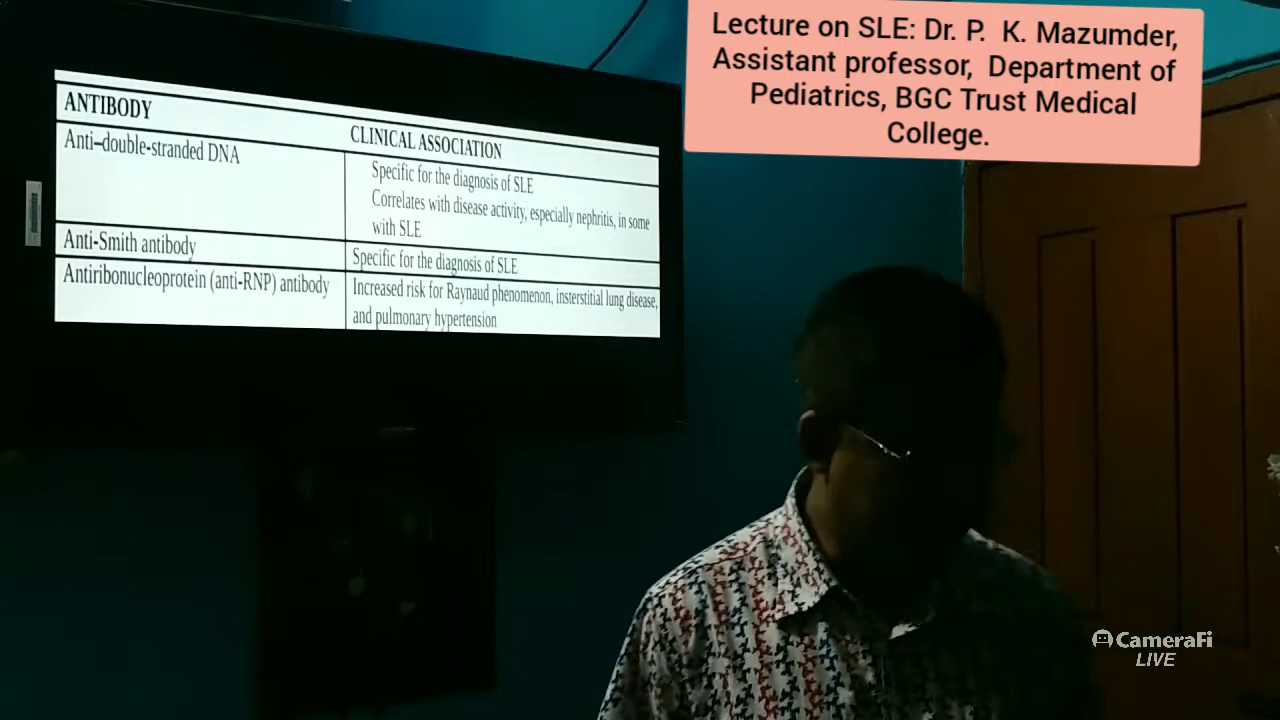 Lecture on SLE: Dr. P. K. Mazumder,
Assistant professor, Department of
Pediatrics, BGC Trust Medical
College.
ANTIBODY
CLINICAL ASSOCIATION
Anti–double-stranded DNA
Specific for the diagnosis of SLE
Correlates with disease activity, especially nephritis, in some
with SLE
Anti-Smith antibody
Specific for the diagnosis of SLE
Antiribonucleoprotein (anti-RNP) antibody
Increased risk for Raynaud phenomenon, insterstitial lung disease,
and pulmonary hypertension
CameraFi
LIVE